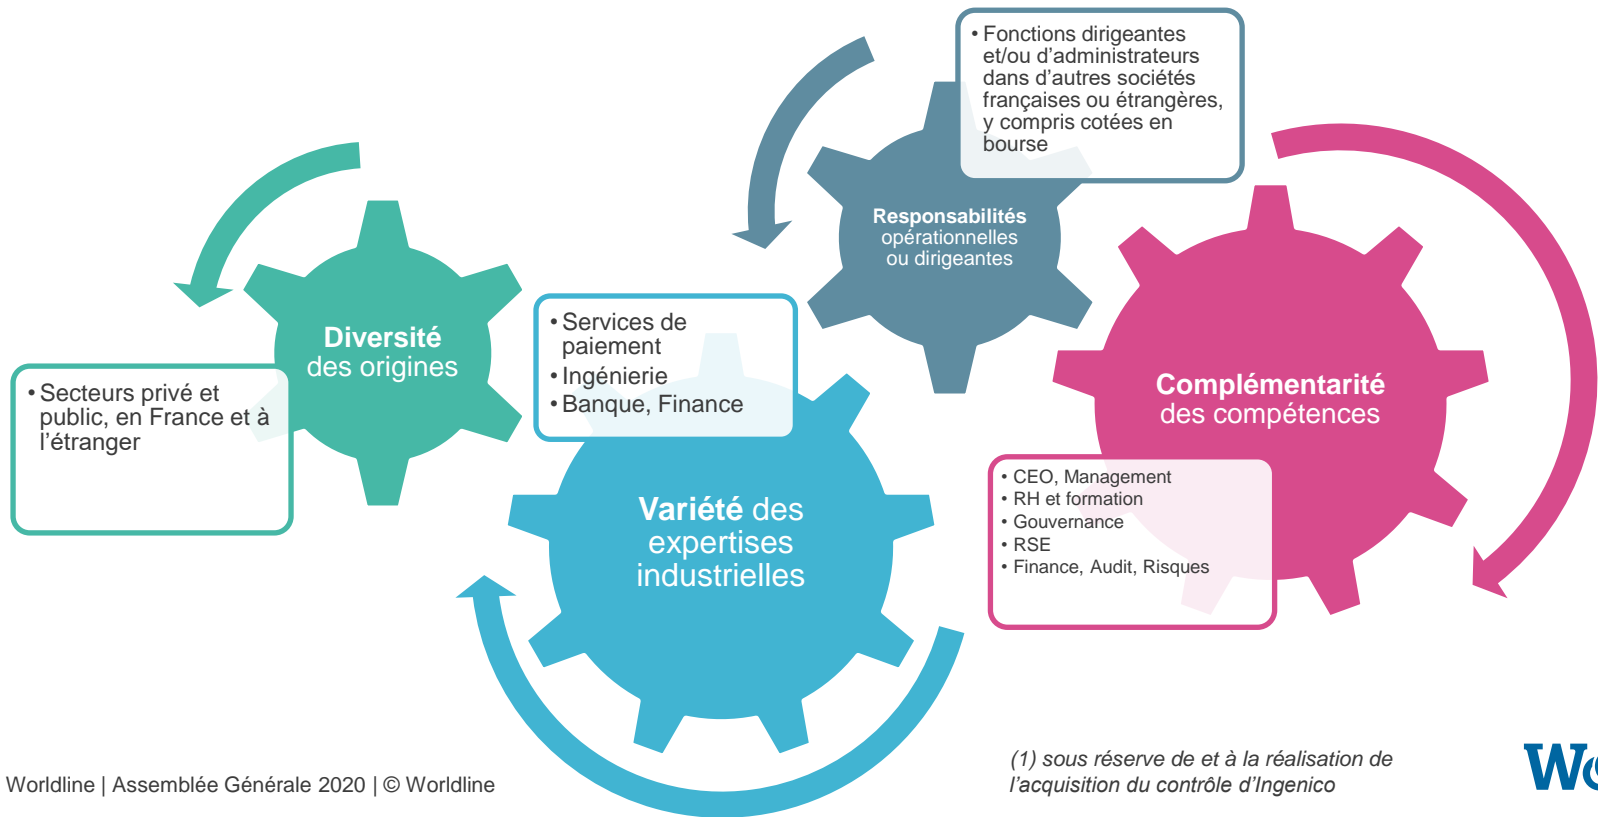 • Fonctions dirigeantes
et/ou d’administrateurs
dans d’autres sociétés
françaises ou étrangères,
y compris cotées en
bourse
Responsabilités
opérationnelles
ou dirigeantes
Diversité
des origines
• Secteurs privé et
public, en France et à
l’étranger
• Services de
paiement
• Ingénierie
• Banque, Finance
Variété des
expertises
industrielles
Complémentarité
des compétences
• CEO, Management
• RH et formation
• Gouvernance
• RSE
• Finance, Audit, Risques
(1) sous réserve de et à la réalisation de
l’acquisition du contrôle d’Ingenico
Worldline | Assemblée Générale 2020 | © Worldline